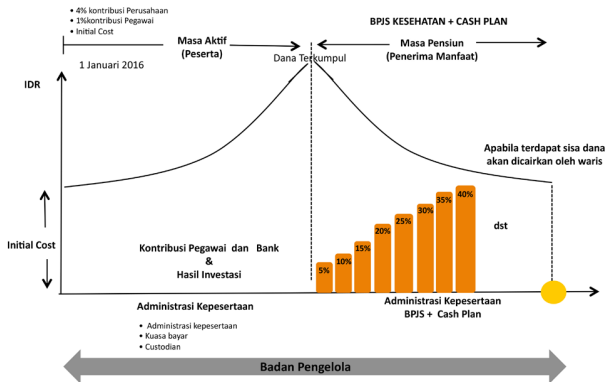 • 4% kontribusi Perusahaan
• 1%kontribusi Pegawai
• Initial Cost
BPJS KESEHATAN + CASH PLAN
Masa Aktif
(Peserta)
Masa Pensiun
(Penerima Manfaat)
1 Januari 2016
Dana Terkumpul
IDR
Apabila terdapat sisa dana
akan dicairkan oleh waris
5%
10%
15%
20%
25%
30%
35%
40%
dst
Initial Cost
Kontribusi Pegawai dan Bank
&
Hasil Investasi
Administrasi Kepesertaan
• Administrasi kepesertaan
• Kuasa bayar
• Custodian
Administrasi Kepesertaan
BPJS + Cash Plan
Badan Pengelola